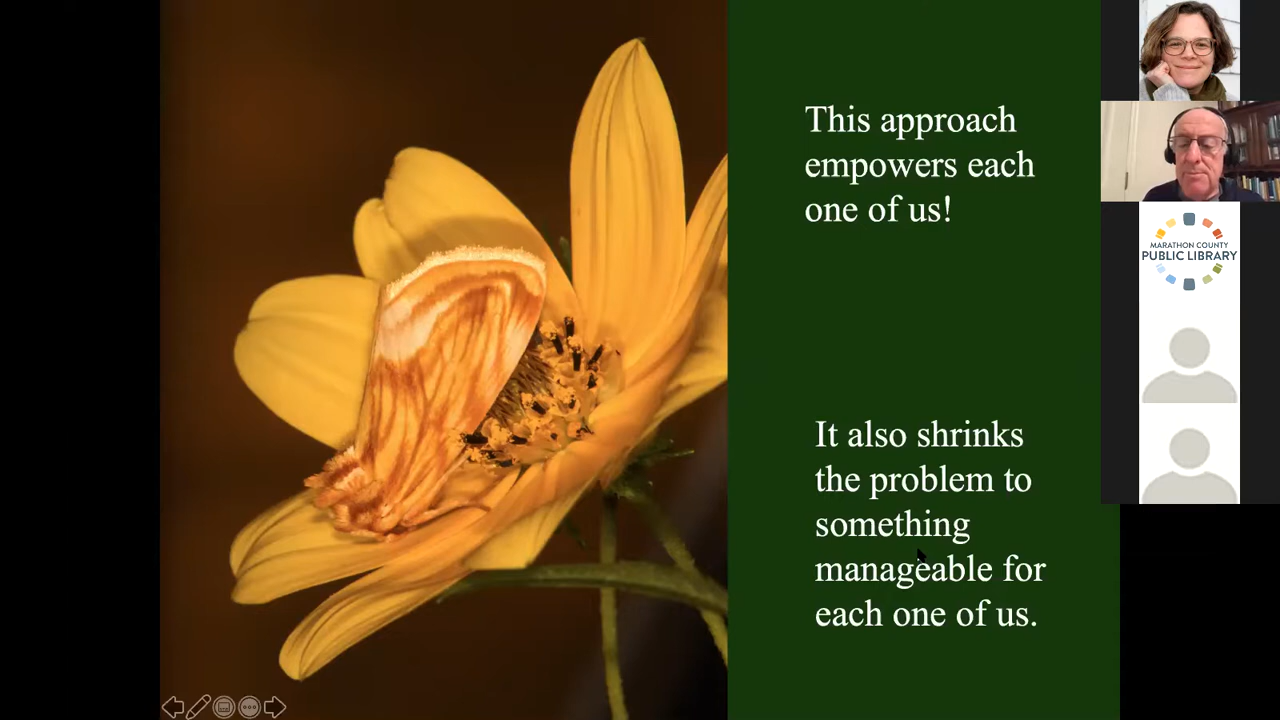 This approach
empowers each
one of us!
It also shrinks
the problem to
something
manageable for
each one of us.
MARATHON COUNTY
PUBLIC LIBRARY